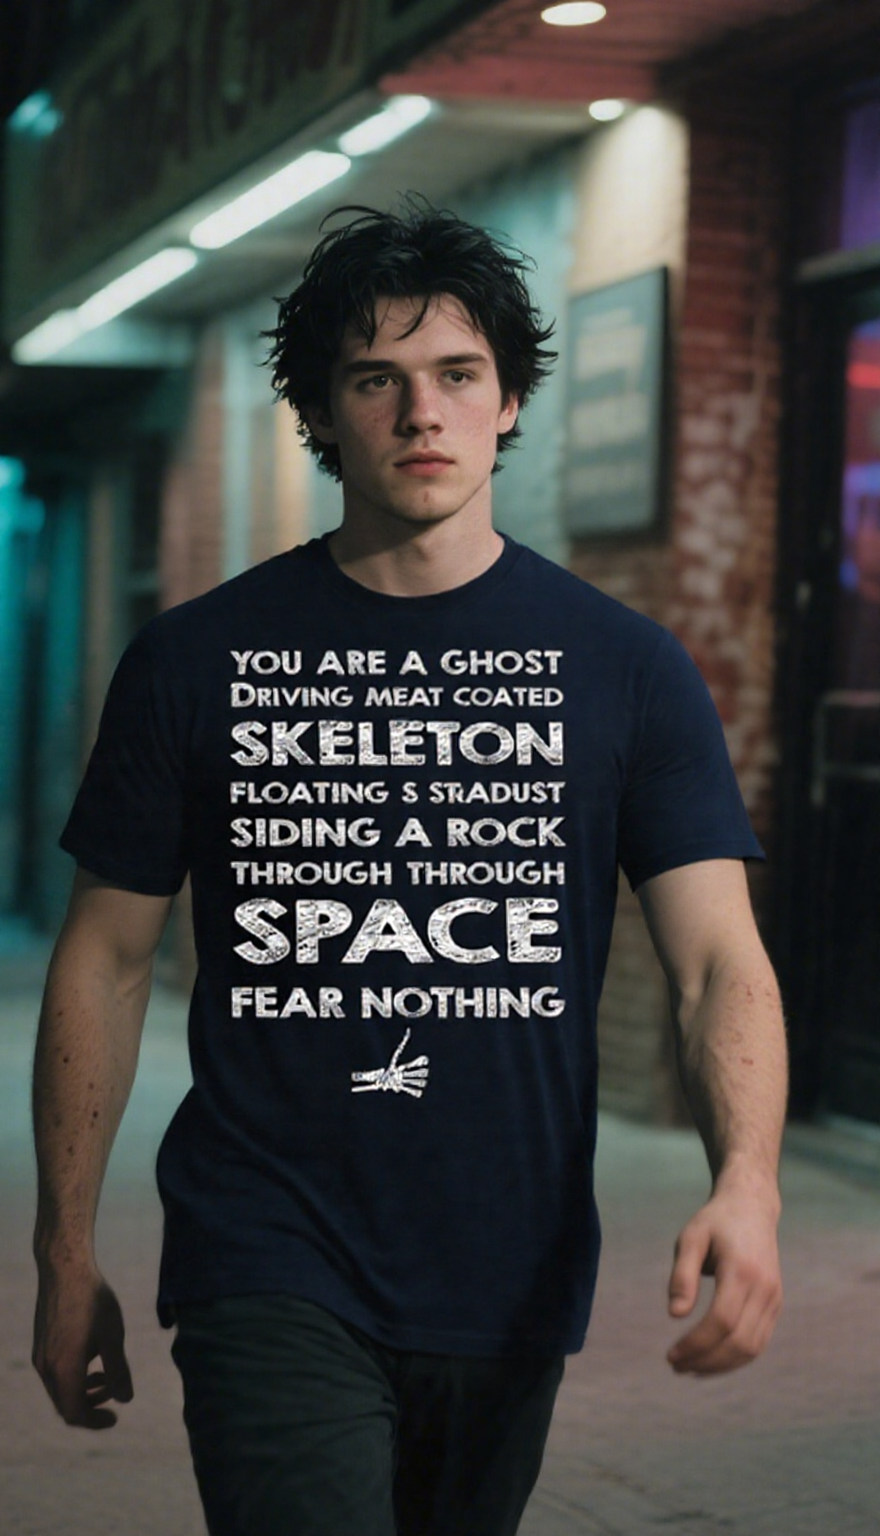 YOU ARE A GHOST
DRIVING MEAT COATED
SKELETON
FLOATING S STRADUST
SIDING A ROCK
THROUGH THROUGH
SPACE
FEAR NOTHING